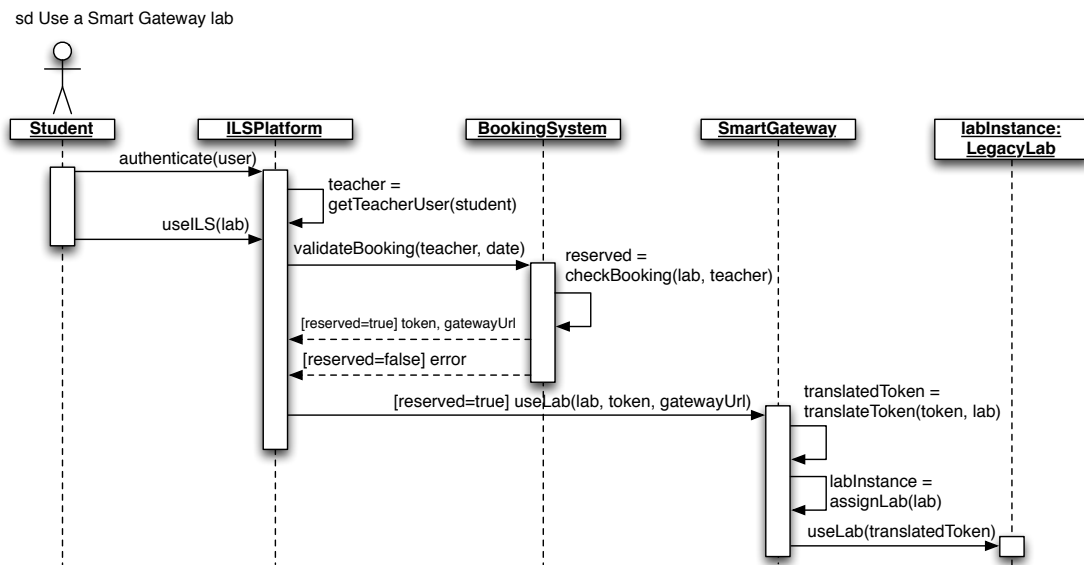 sd Use a Smart Gateway lab
Student
ILSPlatform
BookingSystem
SmartGateway
labInstance:
LegacyLab
authenticate(user)
teacher =
getTeacherUser(student)
useILS(lab)
validateBooking(teacher, date)
reserved =
checkBooking(lab, teacher)
[reserved=true] token, gatewayUrl
[reserved=false] error
[reserved=true] useLab(lab, token, gatewayUrl)
translatedToken =
translateToken(token, lab)
labInstance =
assignLab(lab)
useLab(translatedToken)